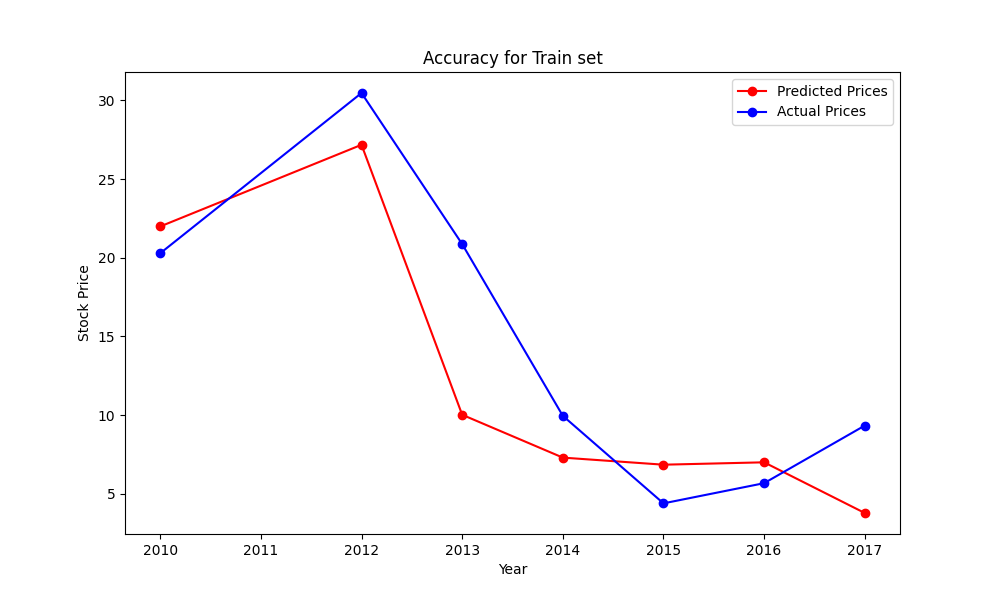 Accuracy for Train set
Predicted Prices
Actual Prices
30
25
20
15
10
5
Stock Price
2010 2011 2012 2013 2014 2015 2016 2017
Year